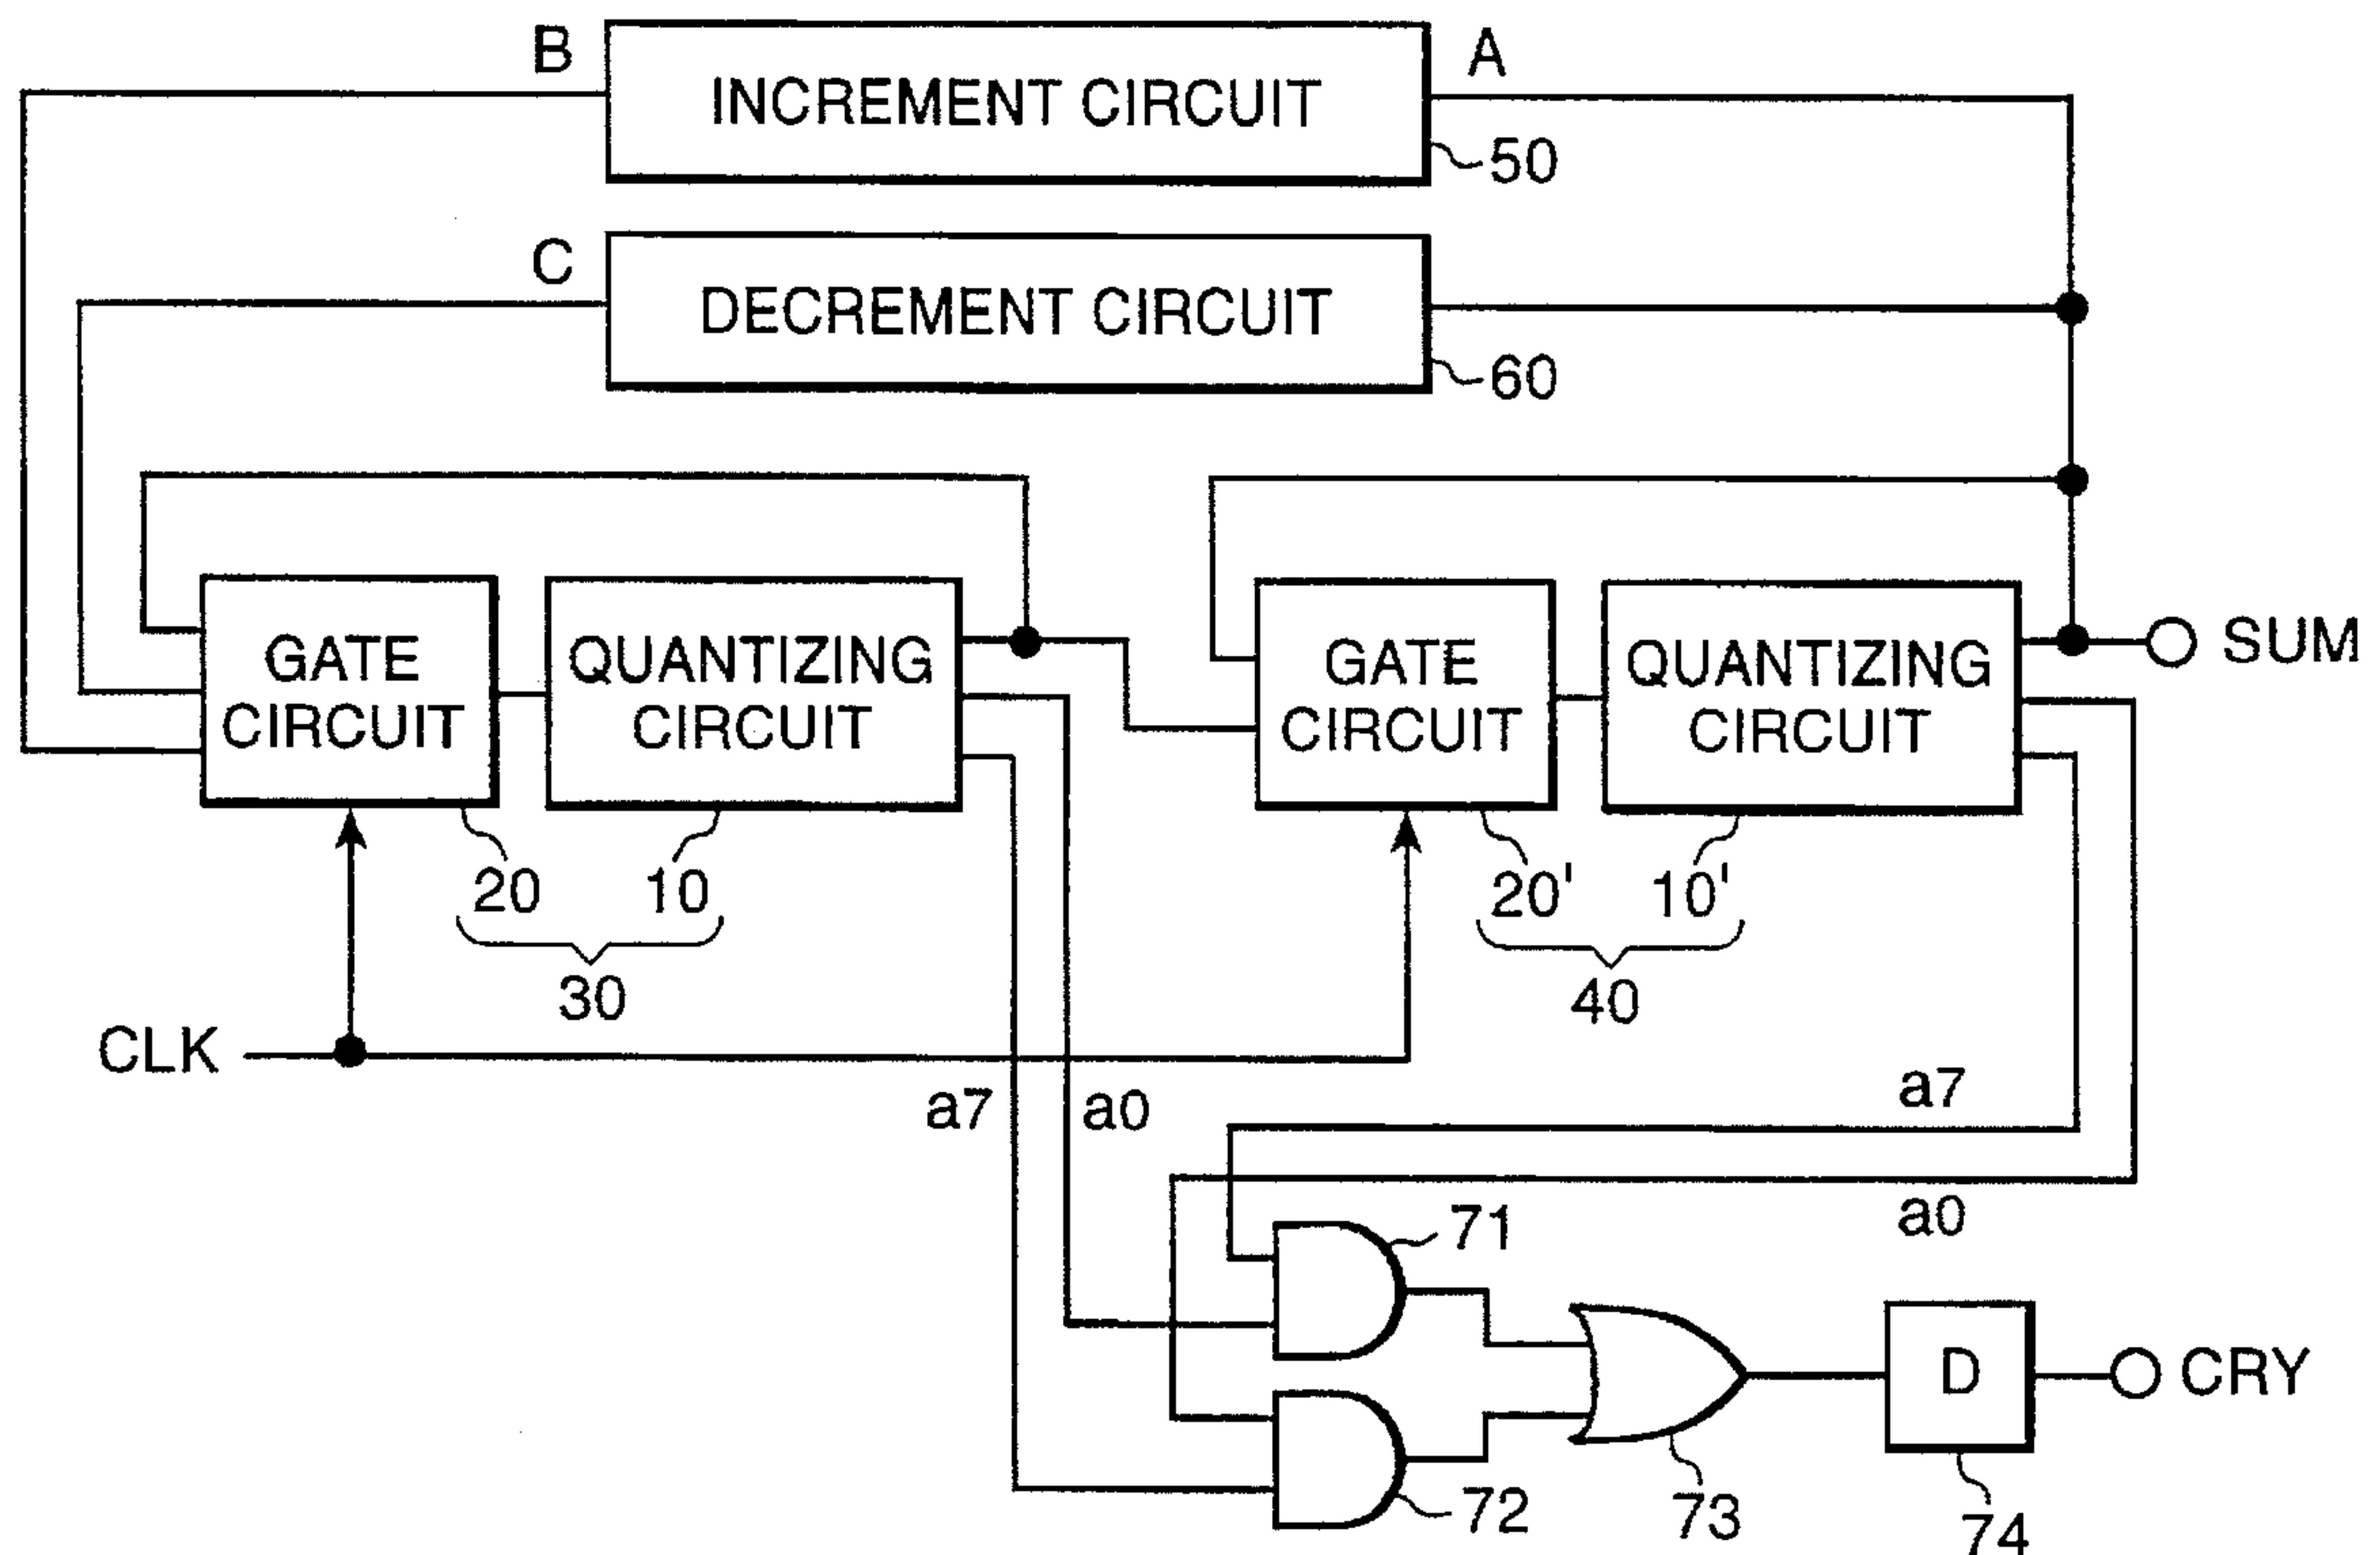 B
INCREMENT CIRCUIT
A
50
C
DECREMENT CIRCUIT
60
GATE
CIRCUIT
QUANTIZING
CIRCUIT
GATE
CIRCUIT
QUANTIZING
CIRCUIT
SUM
20
10
30
20'
10'
40
CLK
a7
a0
a7
a0
71
72
73
D
74
CRY